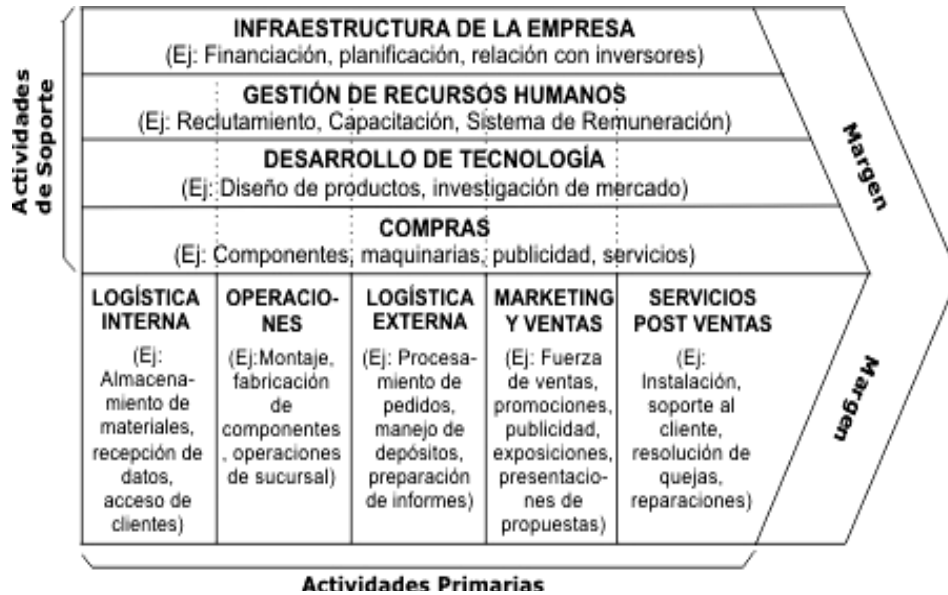 Actividades
de Soporte
INFRAESTRUCTURA DE LA EMPRESA
(Ej: Financiación, planificación, relación con inversores)
GESTIÓN DE RECURSOS HUMANOS
(Ej: Reclutamiento, Capacitación, Sistema de Remuneración)
DESARROLLO DE TECNOLOGÍA
(Ej: Diseño de productos, investigación de mercado)
COMPRAS
(Ej: Componentes, maquinarias, publicidad, servicios)
LOGÍSTICA
INTERNA
(Ej:
Almacena-
miento de
materiales,
recepción de
datos,
acceso de
clientes)
OPERACIO-
NES
(Ej:Montaje,
fabricación
de
componentes
, operaciones
de sucursal)
LOGÍSTICA
EXTERNA
(Ej: Procesa-
miento de
pedidos,
manejo de
depósitos,
preparación
de informes)
MARKETING
Y VENTAS
(Ej: Fuerza
de ventas,
promociones,
publicidad,
exposiciones,
presentacio-
nes de
propuestas)
SERVICIOS
POST VENTAS
(Ej:
Instalación,
soporte al
cliente,
resolución de
quejas,
reparaciones)
Margen
Margen
Actividades Primarias